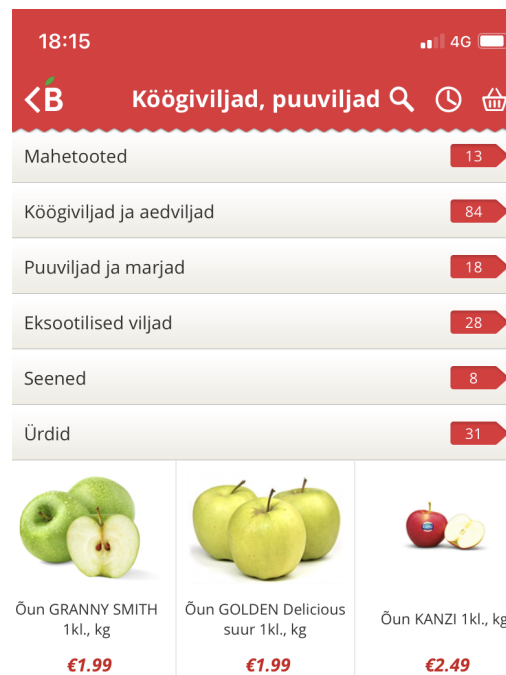 18:15 4G
B Köögiviljad, puuviljad
Mahetooted 13
Köögiviljad ja aedviljad 84
Puuviljad ja marjad 18
Eksootilised viljad 28
Seened 8
Ürdid 31
Õun GRANNY SMITH
1kl., kg
€1.99
Õun GOLDEN Delicious
suur 1kl., kg
€1.99
Õun KANZI 1kl., kg
€2.49